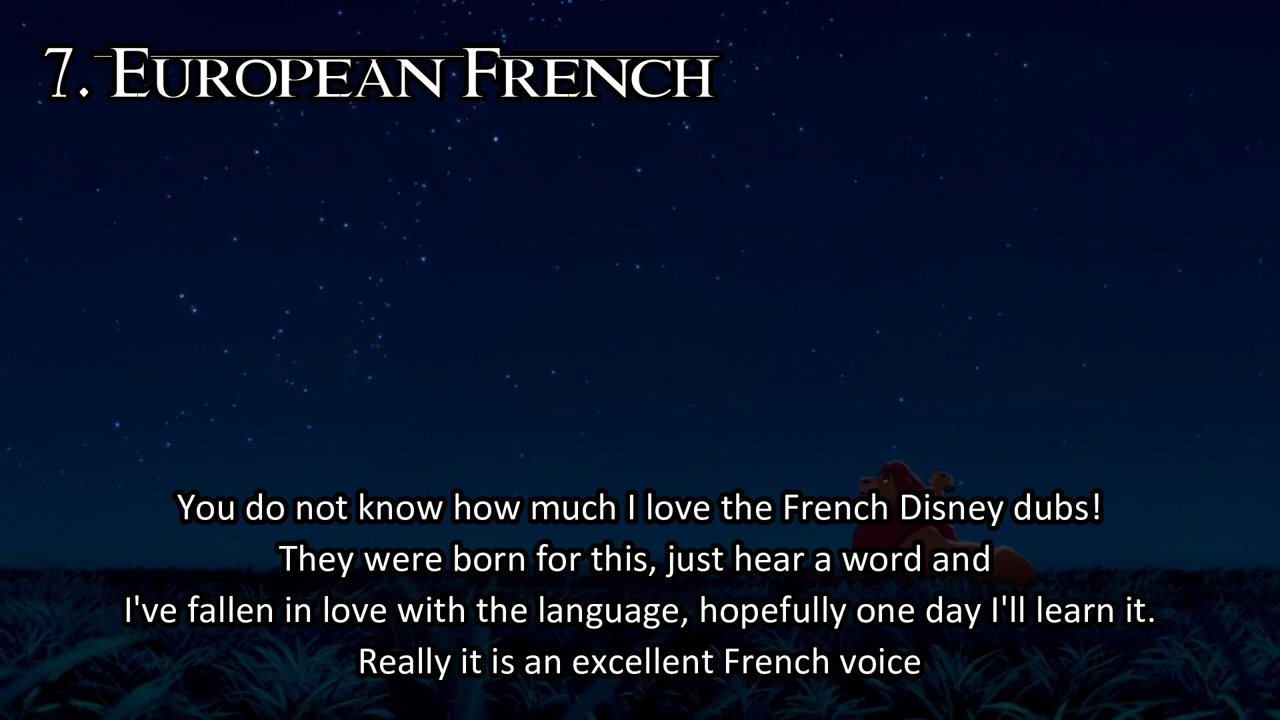 7. European French
You do not know how much I love the French Disney dubs!
They were born for this, just hear a word and
I've fallen in love with the language, hopefully one day I'll learn it.
Really it is an excellent French voice